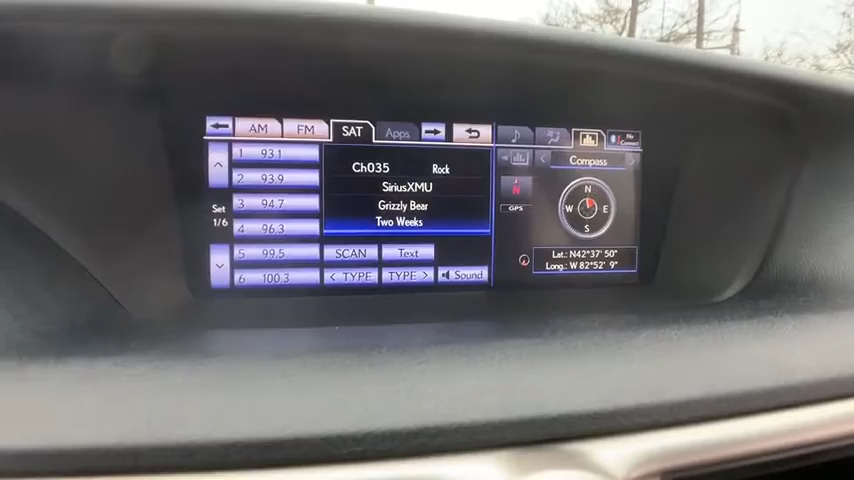 AM FM SAT Apps No Connect
1 93.1
2 93.9
3 94.7
4 96.3
5 99.5
6 100.3
Set
1/6
Ch035 Rock
SiriusXMU
Grizzly Bear
Two Weeks
SCAN Text
< TYPE TYPE > Sound
Compass
N
GPS
N
W E
S
Lat.: N42°37' 50"
Long.: W 82°52' 9"